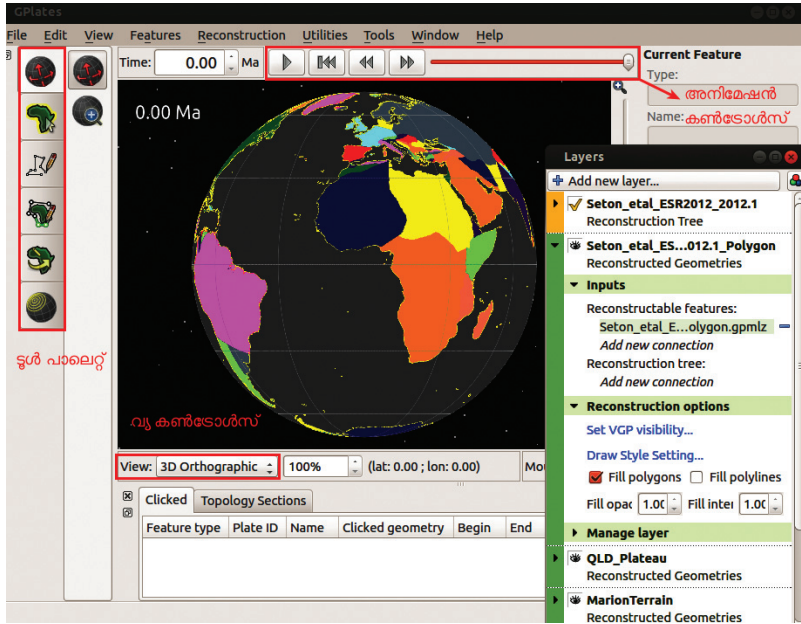 GPlates
File Edit View Features Reconstruction Utilities Tools Window Help
Time: 0.00 Ma
Current Feature
Type:
അനിമേഷൻ
Name: കൺട്രോൾസ്
0.00 Ma
ടൂൾ പാലെറ്റ്
വ്യൂ കൺട്രോൾസ്
View: 3D Orthographic 100% (lat: 0.00 ; lon: 0.00) Mou
Clicked Topology Sections
Feature type Plate ID Name Clicked geometry Begin End
Layers
Add new layer...
Seton_etal_ESR2012_2012.1
Reconstruction Tree
Seton_etal_ES...012.1_Polygon
Reconstructed Geometries
Inputs
Reconstructable features:
Seton_etal_E...olygon.gpmlz
Add new connection
Reconstruction tree:
Add new connection
Reconstruction options
Set VGP visibility...
Draw Style Setting...
Fill polygons Fill polylines
Fill opac 1.0( Fill inter 1.0(
Manage layer
QLD_Plateau
Reconstructed Geometries
MarionTerrain
Reconstructed Geometries